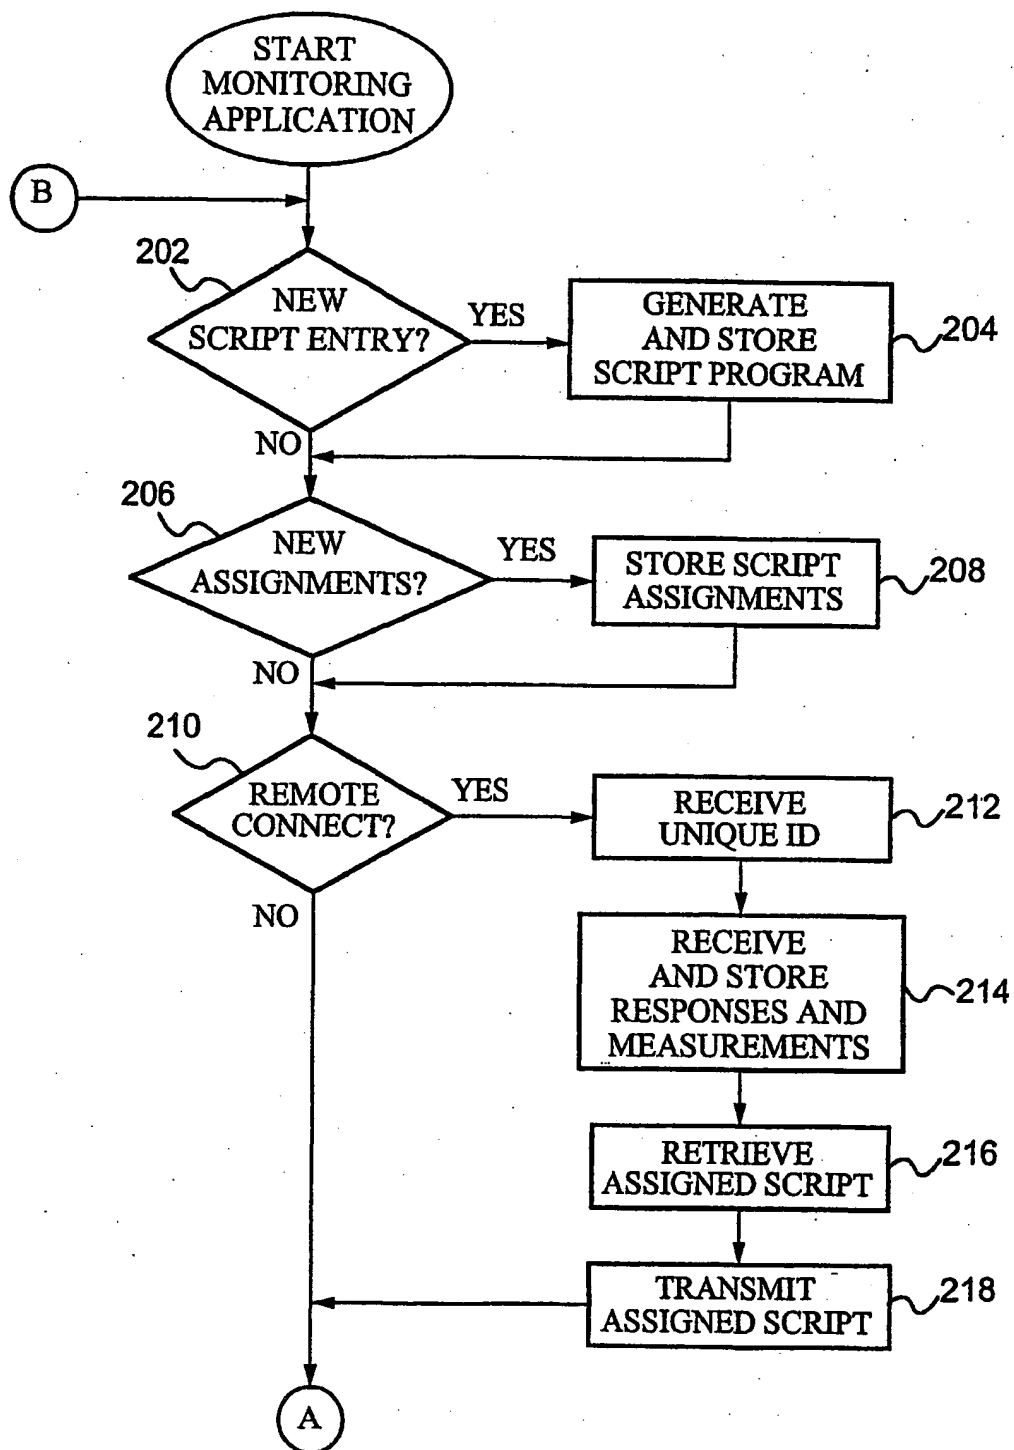 START
MONITORING
APPLICATION
B
202
NEW
SCRIPT ENTRY?
YES
GENERATE
AND STORE
SCRIPT PROGRAM
204
NO
206
NEW
ASSIGNMENTS?
YES
STORE SCRIPT
ASSIGNMENTS
208
NO
210
REMOTE
CONNECT?
YES
RECEIVE
UNIQUE ID
212
NO
RECEIVE
AND STORE
RESPONSES AND
MEASUREMENTS
214
RETRIEVE
ASSIGNED SCRIPT
216
TRANSMIT
ASSIGNED SCRIPT
218
A